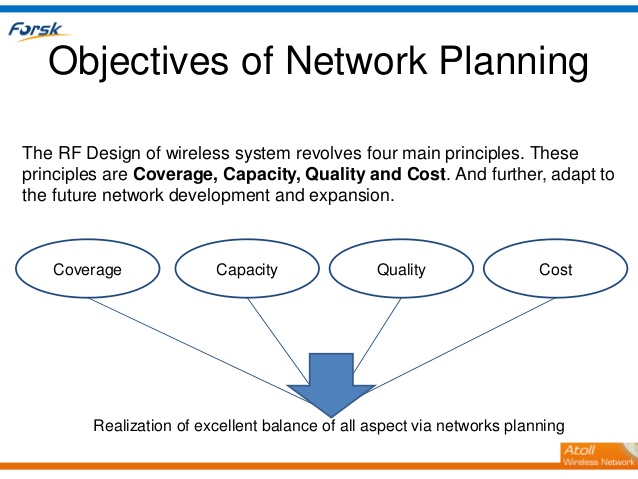 Forsk
Objectives of Network Planning
The RF Design of wireless system revolves four main principles. These
principles are Coverage, Capacity, Quality and Cost. And further, adapt to
the future network development and expansion.
Coverage
Capacity
Quality
Cost
Realization of excellent balance of all aspect via networks planning
Atoll
Wireless Network